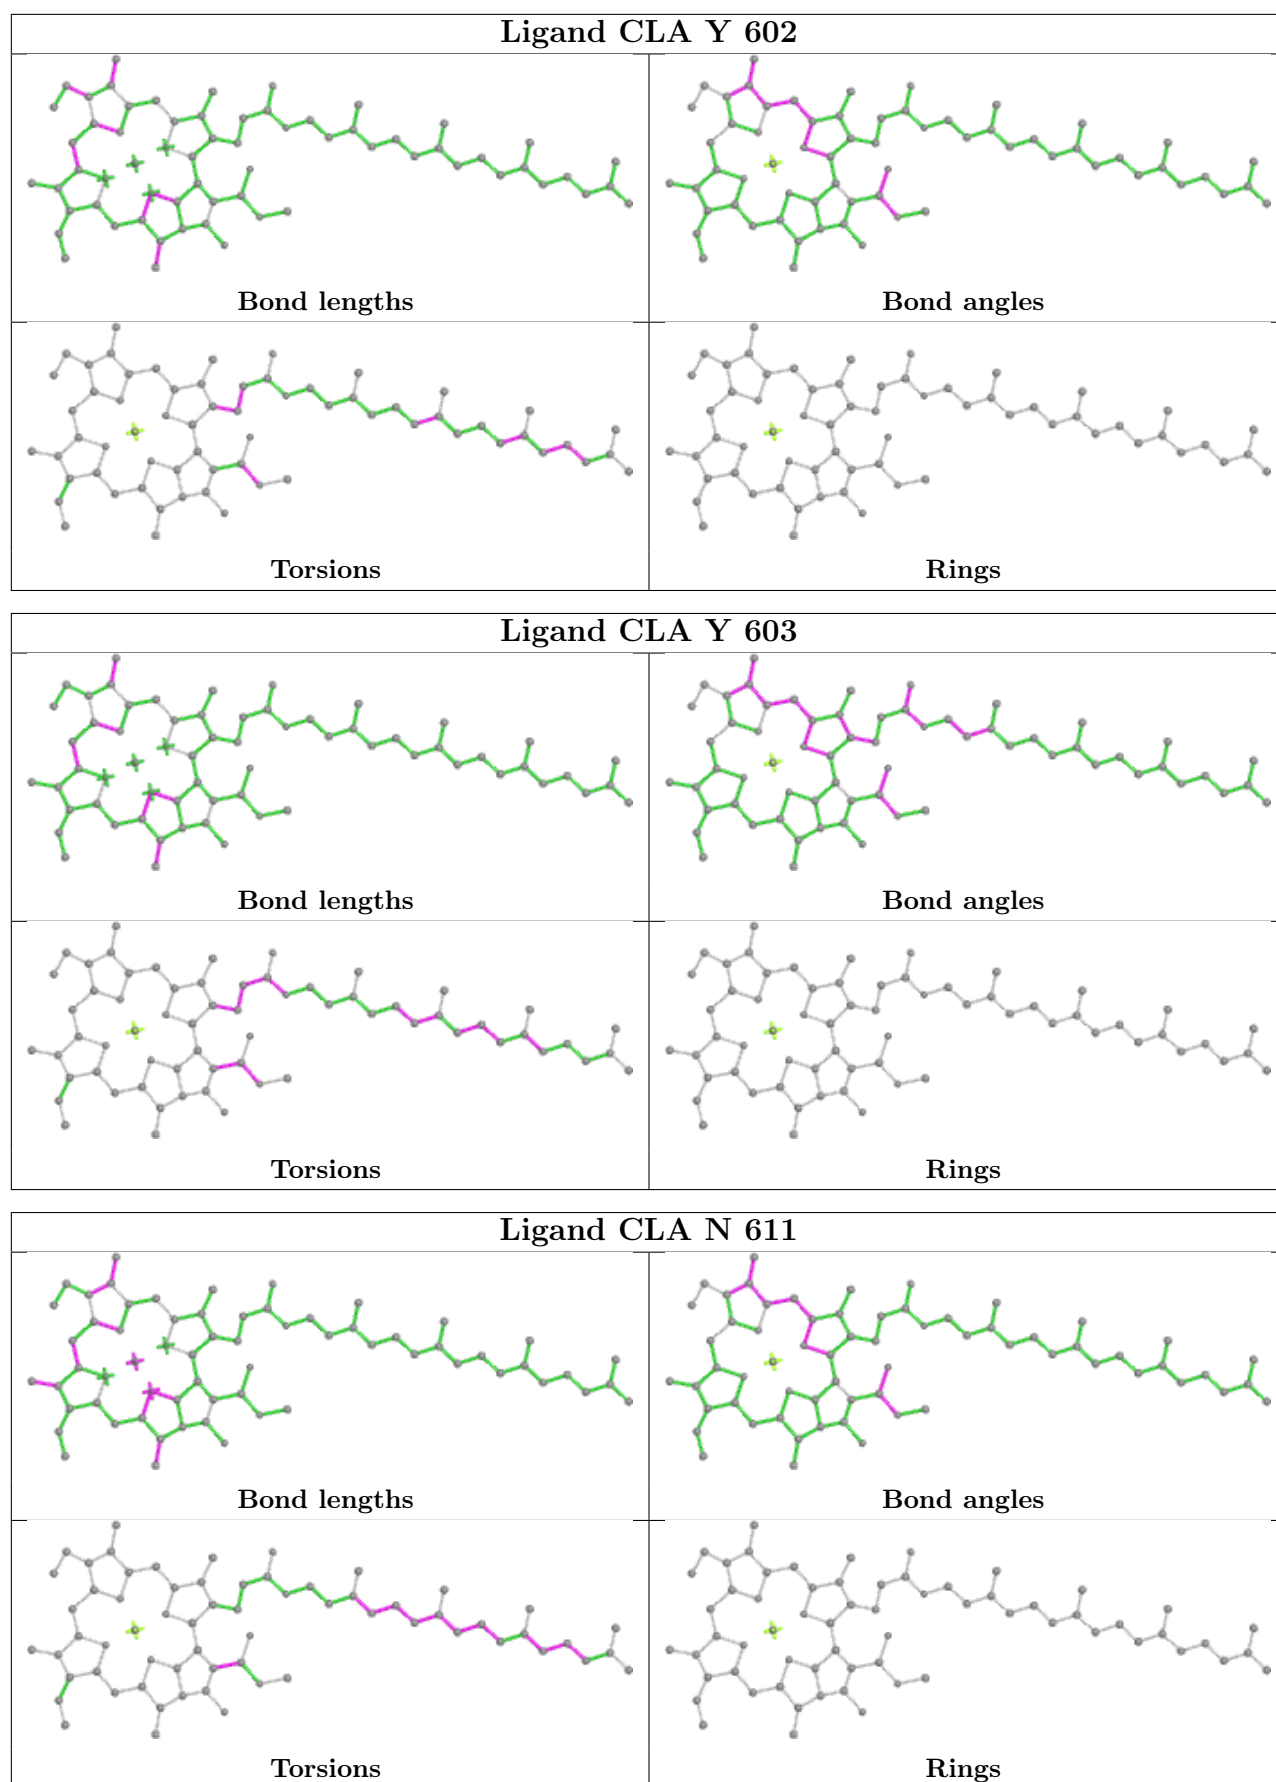 Ligand CLA Y 602
Bond lengths
Bond angles
Torsions
Rings
Ligand CLA Y 603
Bond lengths
Bond angles
Torsions
Rings
Ligand CLA N 611
Bond lengths
Bond angles
Torsions
Rings